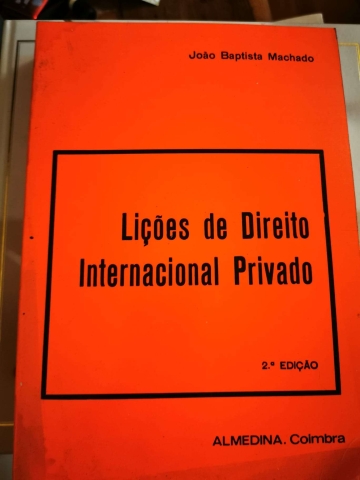 João Baptista Machado
Lições de Direito
Internacional Privado
2.ª EDIÇÃO
ALMEDINA. Coimbra